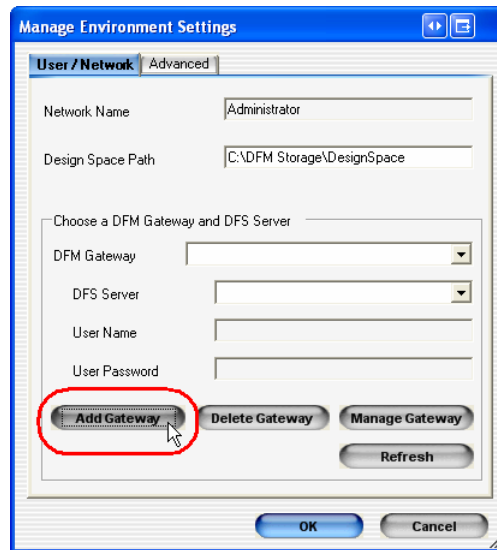 Manage Environment Settings
User / Network Advanced
Network Name Administrator
Design Space Path C:\DFM Storage\DesignSpace
Choose a DFM Gateway and DFS Server
DFM Gateway
DFS Server
User Name
User Password
Add Gateway Delete Gateway Manage Gateway
Refresh
OK Cancel